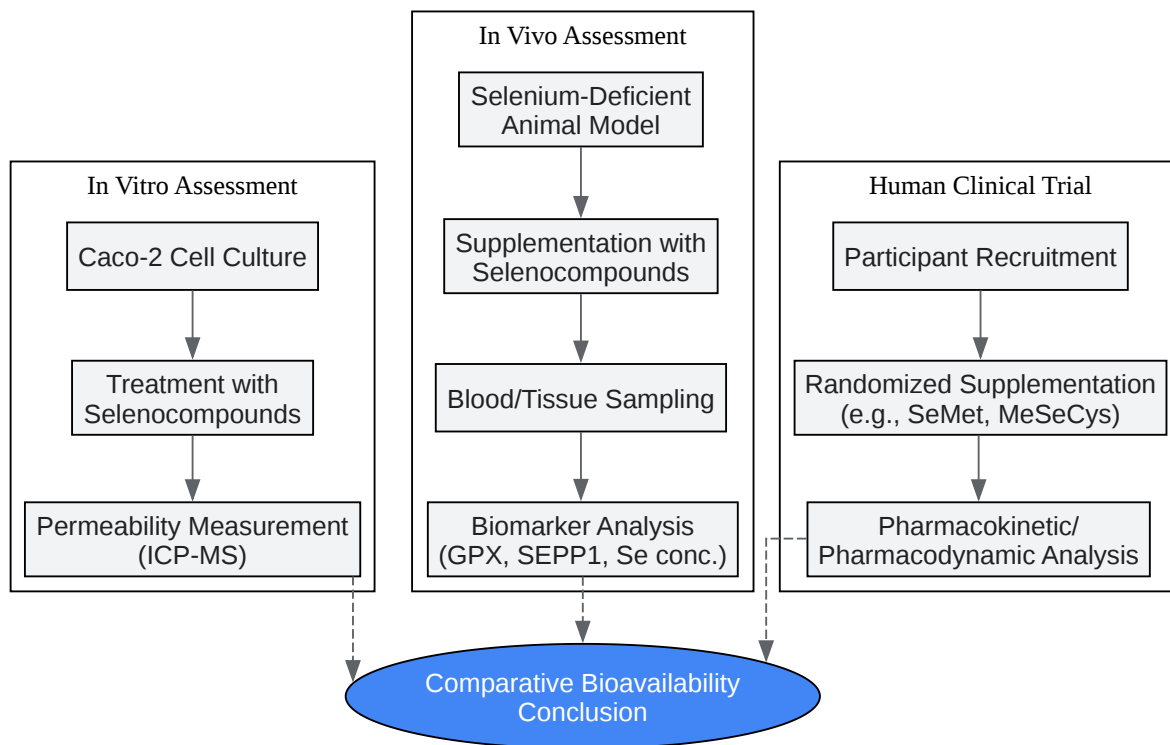 In Vitro Assessment
Caco-2 Cell Culture
Treatment with
Selenocompounds
Permeability Measurement
(ICP-MS)
In Vivo Assessment
Selenium-Deficient
Animal Model
Supplementation with
Selenocompounds
Blood/Tissue Sampling
Biomarker Analysis
(GPX, SEPP1, Se conc.)
Human Clinical Trial
Participant Recruitment
Randomized Supplementation
(e.g., SeMet, MeSeCys)
Pharmacokinetic/
Pharmacodynamic Analysis
Comparative Bioavailability
Conclusion